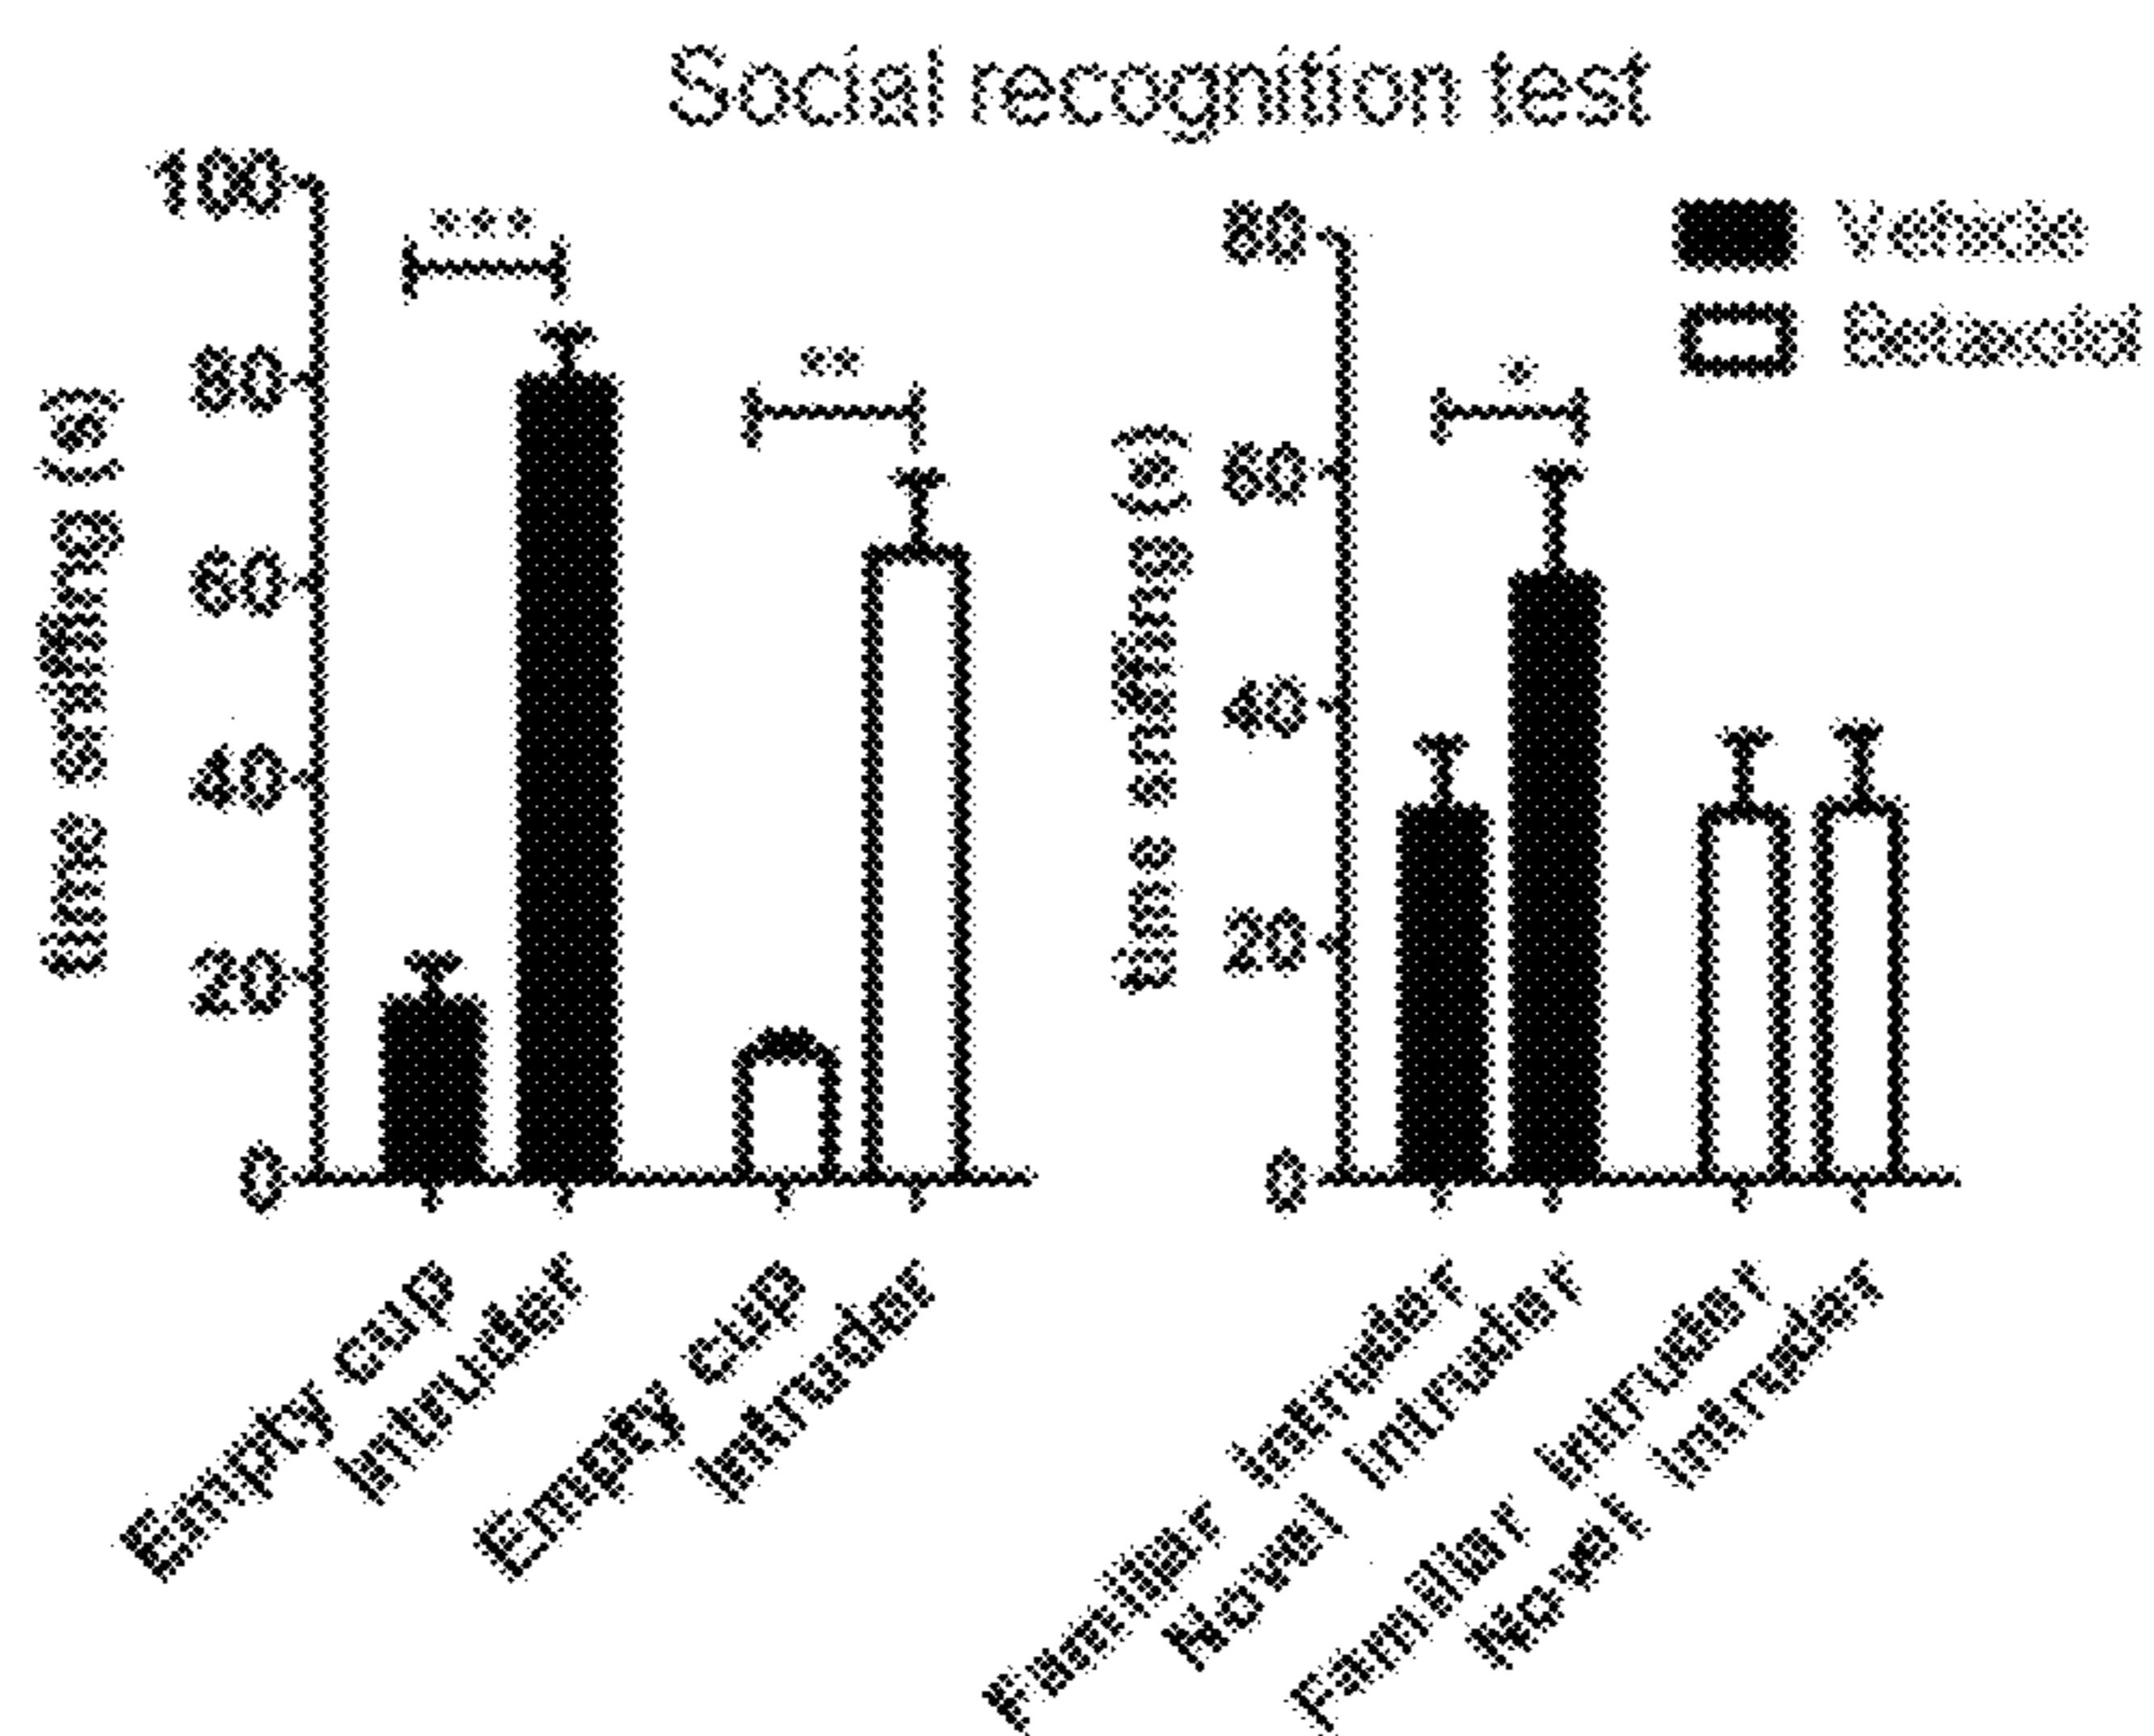 Social recognition test
100
80
60
40
20
0
time sniffing (s)
***
**
Empty cup
Intruder
Empty cup
Intruder
80
60
40
20
0
time sniffing (s)
*
Vehicle
Betaxolol
Familiar Intruder
Novel Intruder
Familiar Intruder
Novel Intruder